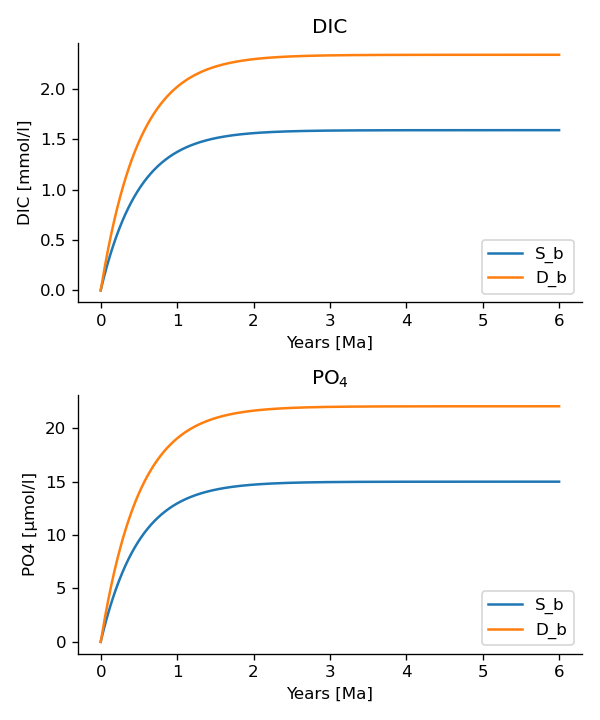 DIC
DIC [mmol/l]
2.0
1.5
1.0
0.5
0.0
S_b
D_b
0 1 2 3 4 5 6
Years [Ma]
PO₄
PO4 [µmol/l]
20
15
10
5
0
S_b
D_b
0 1 2 3 4 5 6
Years [Ma]